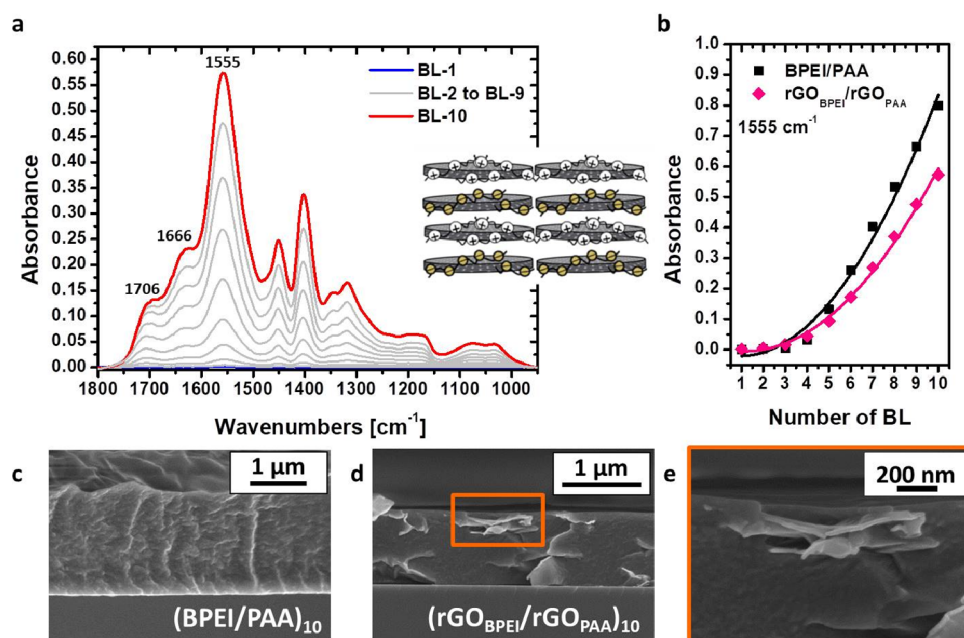 a
1555
1666
1706
BL-1
BL-2 to BL-9
BL-10
0.60
0.55
0.50
0.45
0.40
0.35
0.30
0.25
0.20
0.15
0.10
0.05
0.00
Absorbance
1800 1700 1600 1500 1400 1300 1200 1100 1000
Wavenumbers [cm-1]
b
BPEI/PAA
rGOBPEI/rGOPAA
1555 cm-1
1.0
0.9
0.8
0.7
0.6
0.5
0.4
0.3
0.2
0.1
0.0
Absorbance
1 2 3 4 5 6 7 8 9 10
Number of BL
c
1 µm
(BPEI/PAA)10
d
1 µm
(rGOBPEI/rGOPAA)10
e
200 nm